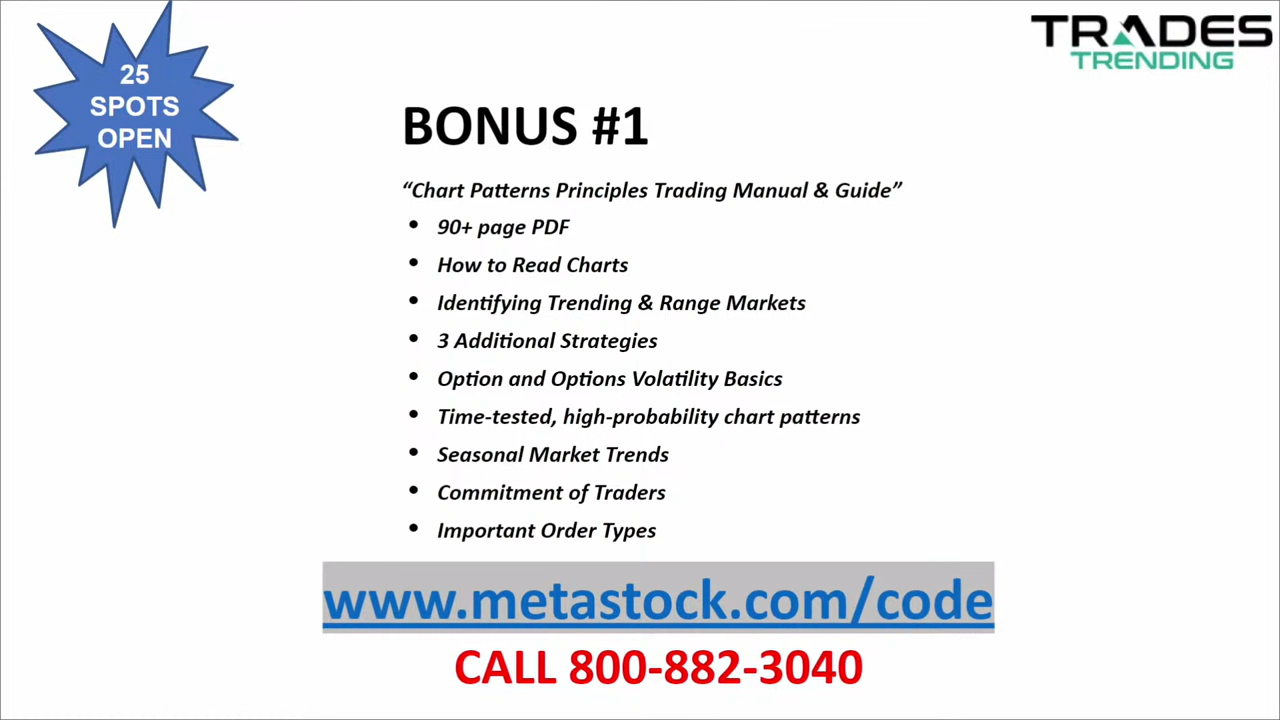 25
SPOTS
OPEN
TRADES
TRENDING
BONUS #1
“Chart Patterns Principles Trading Manual & Guide”
• 90+ page PDF
• How to Read Charts
• Identifying Trending & Range Markets
• 3 Additional Strategies
• Option and Options Volatility Basics
• Time-tested, high-probability chart patterns
• Seasonal Market Trends
• Commitment of Traders
• Important Order Types
www.metastock.com/code
CALL 800-882-3040